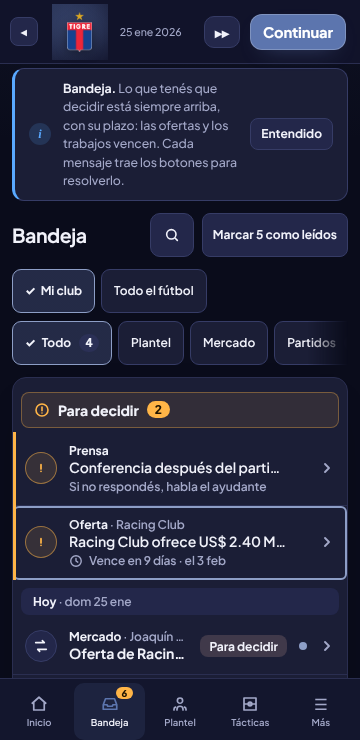 TIGRE
25 ene 2026
Continuar
Bandeja. Lo que tenés que
decidir está siempre arriba,
con su plazo: las ofertas y los
trabajos vencen. Cada
mensaje trae los botones para
resolverlo.
Entendido
Bandeja
Marcar 5 como leídos
Mi club
Todo el fútbol
Todo 4
Plantel
Mercado
Partidos
Para decidir 2
Prensa
Conferencia después del parti...
Si no respondés, habla el ayudante
Oferta · Racing Club
Racing Club ofrece US$ 2.40 M...
Vence en 9 días · el 3 feb
Hoy · dom 25 ene
Mercado · Joaquín ...
Oferta de Racin...
Para decidir
6
Inicio
Bandeja
Plantel
Tácticas
Más